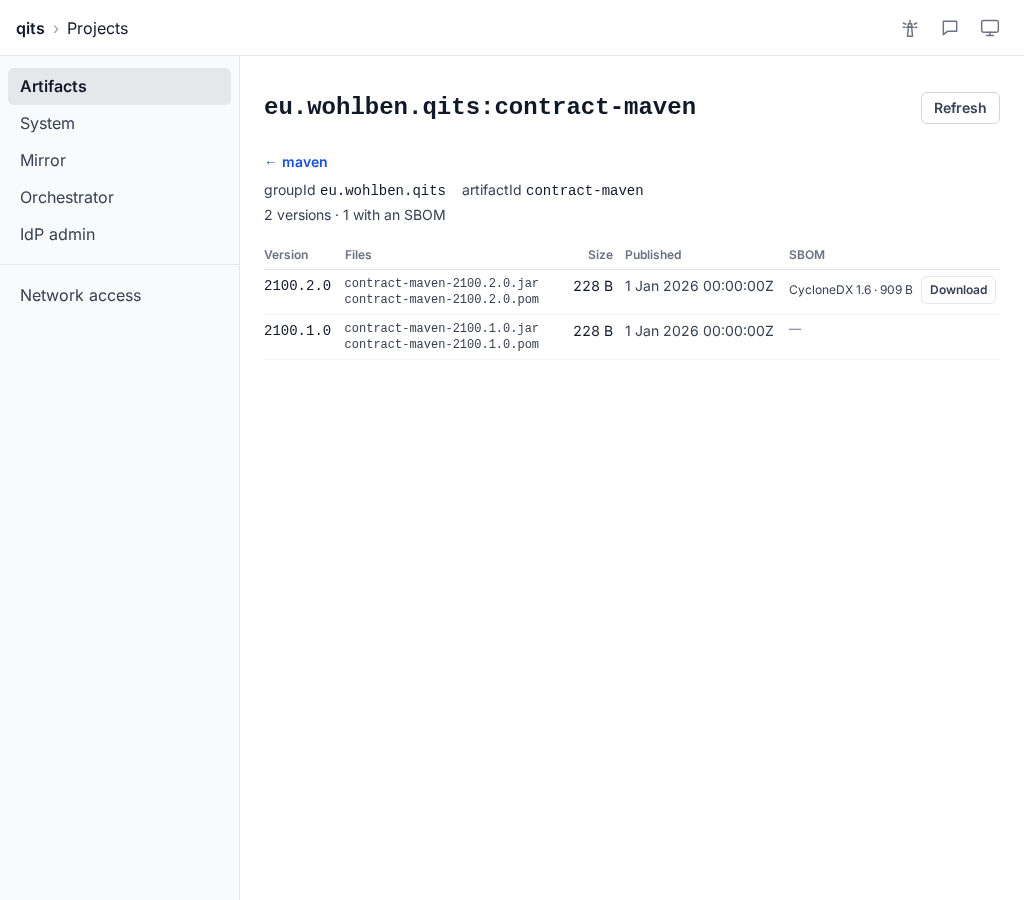 qits › Projects
Artifacts
System
Mirror
Orchestrator
IdP admin
Network access
eu.wohlben.qits:contract-maven
Refresh
← maven
groupId eu.wohlben.qits artifactId contract-maven
2 versions · 1 with an SBOM
Version Files Size Published SBOM
2100.2.0 contract-maven-2100.2.0.jar 228 B 1 Jan 2026 00:00:00Z CycloneDX 1.6 · 909 B Download
contract-maven-2100.2.0.pom
2100.1.0 contract-maven-2100.1.0.jar 228 B 1 Jan 2026 00:00:00Z —
contract-maven-2100.1.0.pom